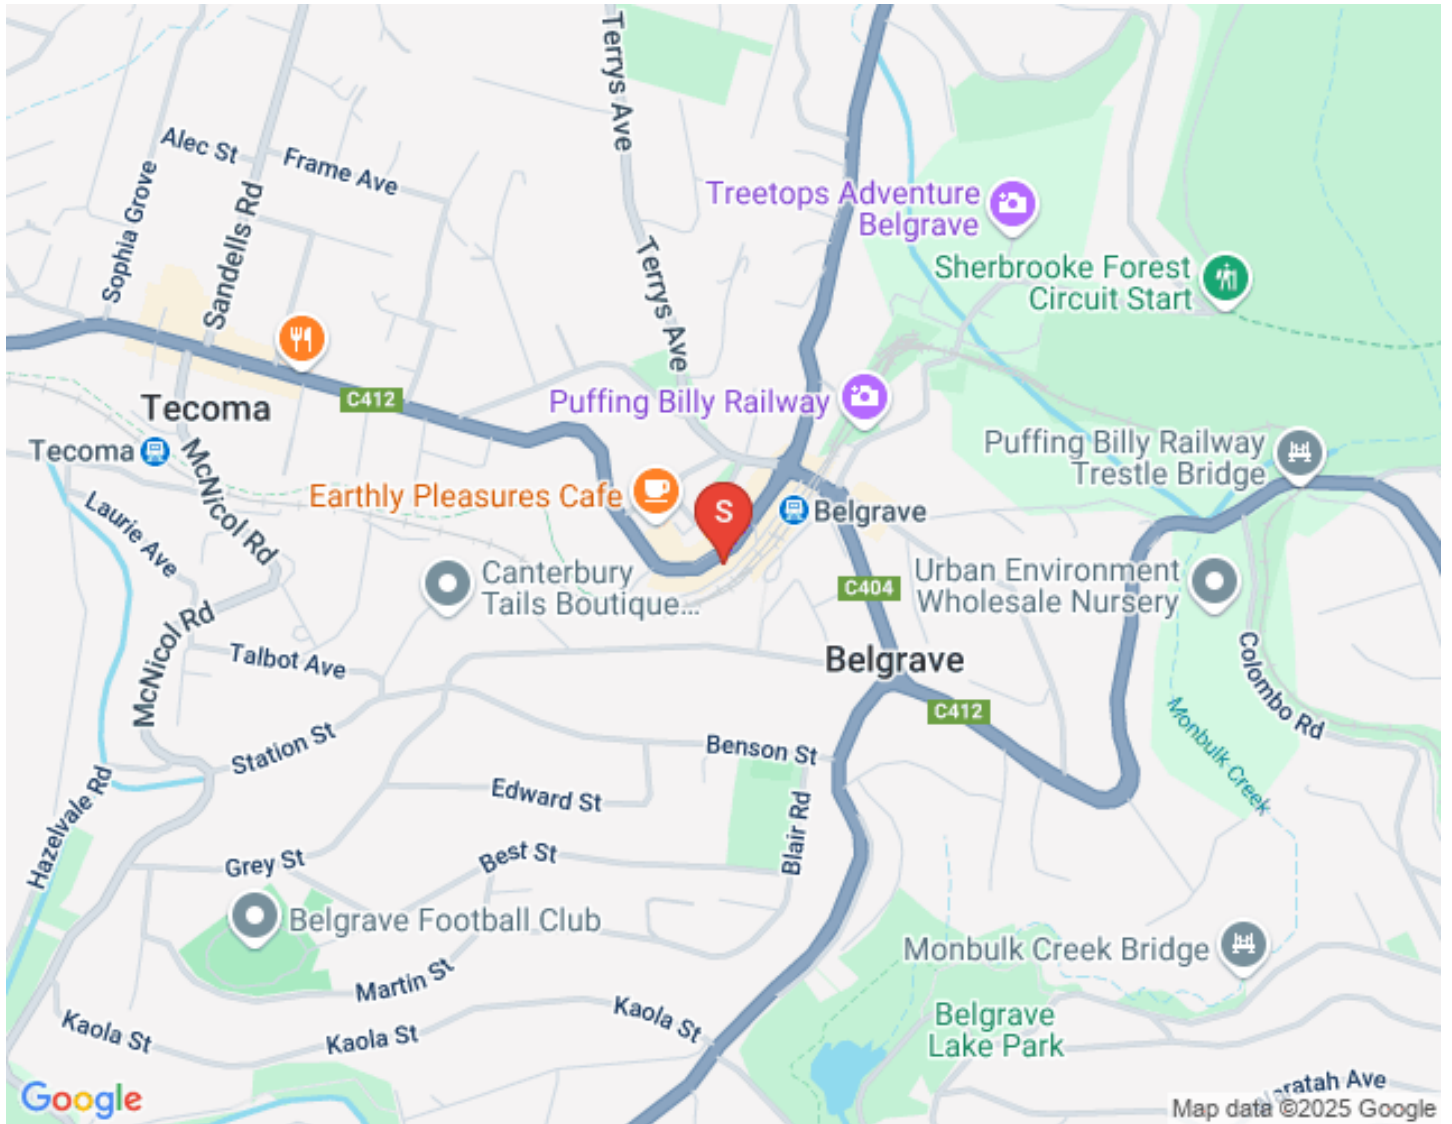 Terrys Ave
Alec St
Frame Ave
Sophia Grove
Sandells Rd
Treetops Adventure
Belgrave
Terrys Ave
Sherbrooke Forest
Circuit Start
C412
Tecoma
Puffing Billy Railway
Tecoma
McNicol Rd
Puffing Billy Railway
Trestle Bridge
Earthly Pleasures Cafe
S
Belgrave
Laurie Ave
Canterbury
Tails Boutique...
C404
Urban Environment
Wholesale Nursery
McNicol Rd
Talbot Ave
Belgrave
Colombo Rd
C412
Station St
Benson St
Monbulk Creek
Hazelvale Rd
Edward St
Blair Rd
Grey St
Best St
Belgrave Football Club
Monbulk Creek Bridge
Martin St
Kaola St
Kaola St
Kaola St
Belgrave
Lake Park
Google
Map data ©2025 Google